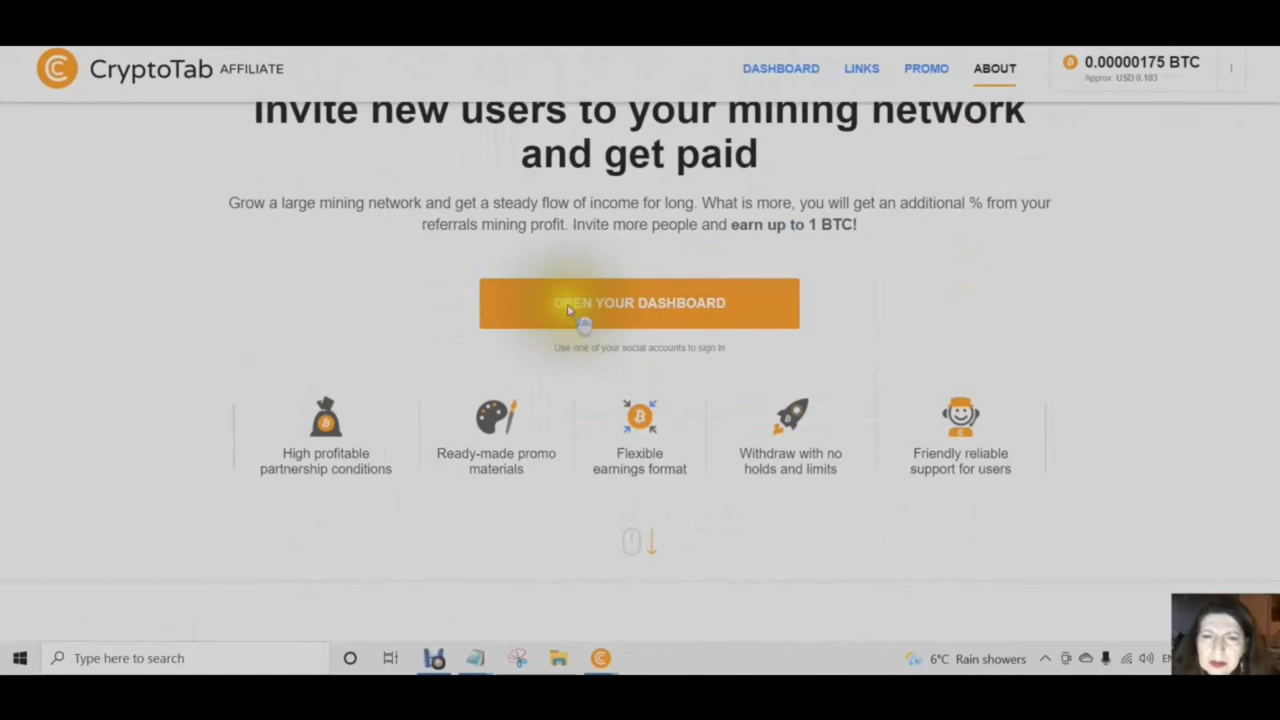 CryptoTab AFFILIATE
DASHBOARD LINKS PROMO ABOUT
0.00000175 BTC
Approx. USD 0.103
Invite new users to your mining network
and get paid
Grow a large mining network and get a steady flow of income for long. What is more, you will get an additional % from your
referrals mining profit. Invite more people and earn up to 1 BTC!
OPEN YOUR DASHBOARD
Use one of your social accounts to sign in
High profitable
partnership conditions
Ready-made promo
materials
Flexible
earnings format
Withdraw with no
holds and limits
Friendly reliable
support for users
Type here to search
6°C Rain showers